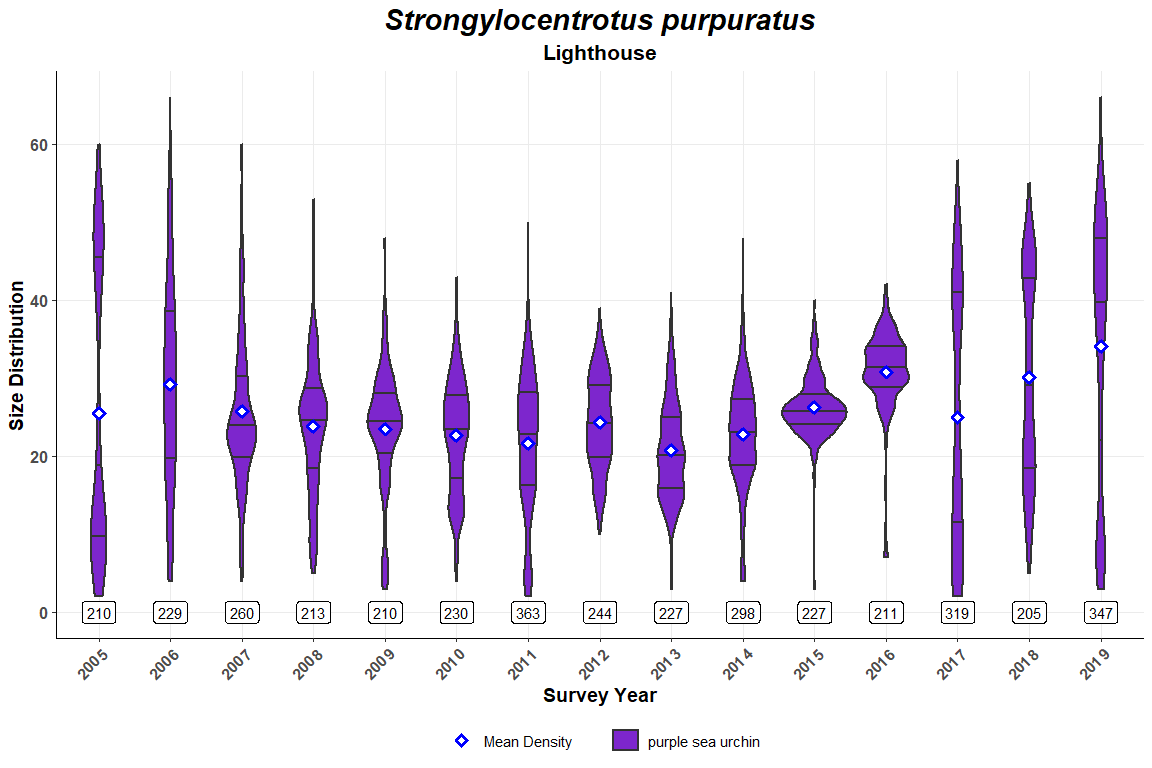 Strongylocentrotus purpuratus
Lighthouse
Size Distribution
60
40
20
0
210 229 260 213 210 230 363 244 227 298 227 211 319 205 347
2005 2006 2007 2008 2009 2010 2011 2012 2013 2014 2015 2016 2017 2018 2019
Survey Year
Mean Density purple sea urchin